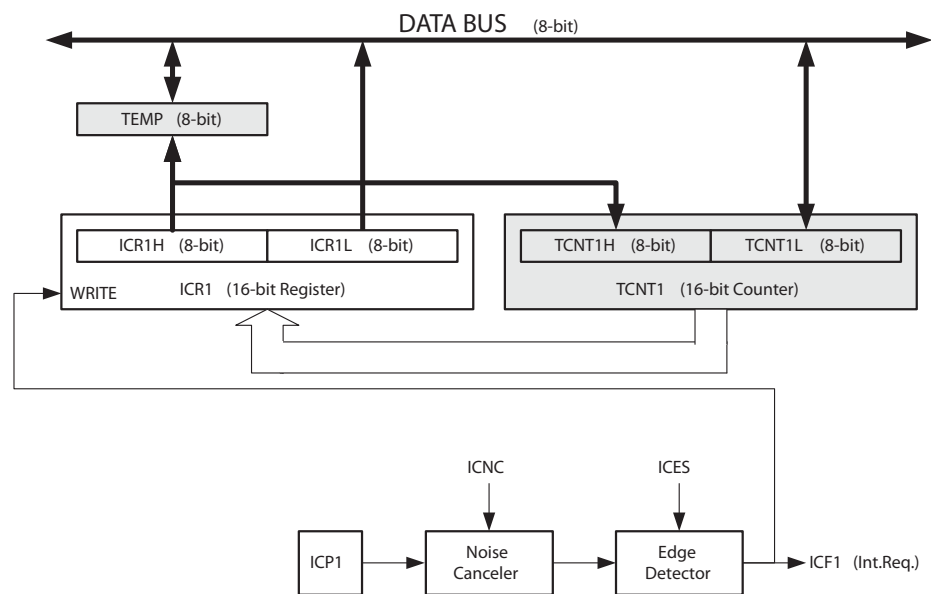 DATA BUS (8-bit)
TEMP (8-bit)
ICR1H (8-bit) ICR1L (8-bit) TCNT1H (8-bit) TCNT1L (8-bit)
WRITE ICR1 (16-bit Register) TCNT1 (16-bit Counter)
ICNC ICES
ICP1 Noise Canceler Edge Detector ICF1 (Int.Req.)